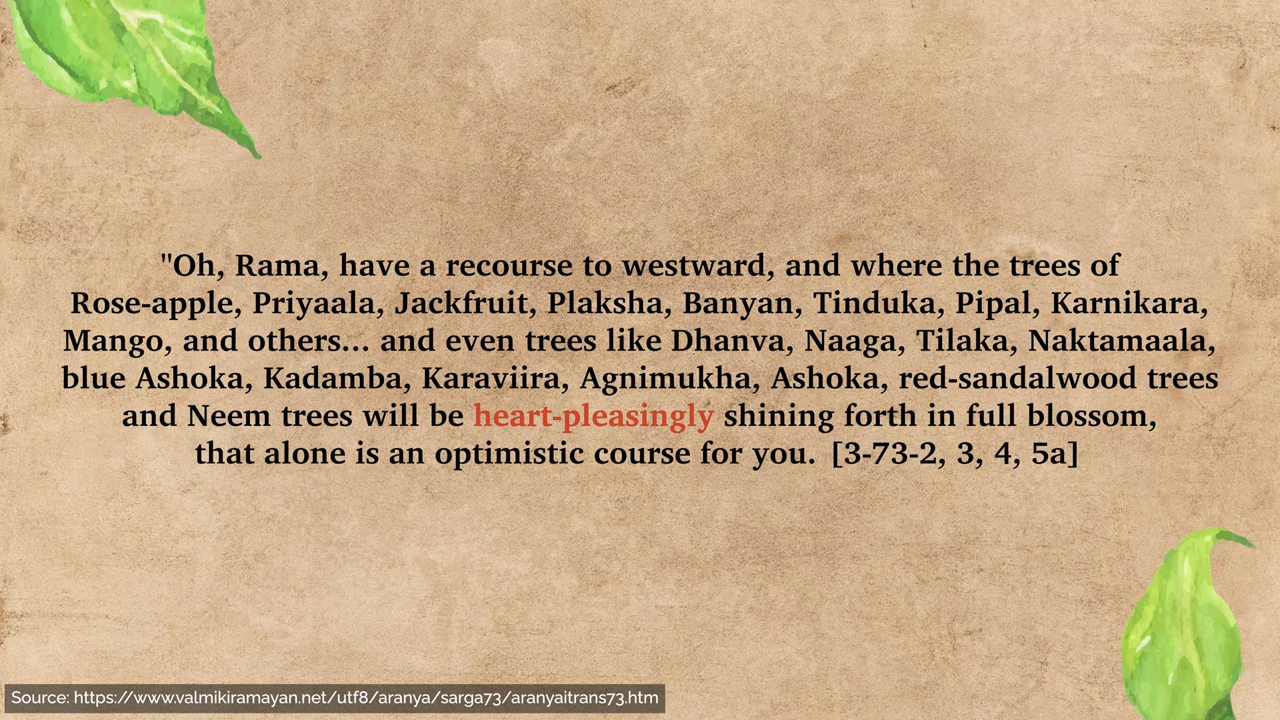 "Oh, Rama, have a recourse to westward, and where the trees of
Rose-apple, Priyaala, Jackfruit, Plaksha, Banyan, Tinduka, Pipal, Karnikara,
Mango, and others... and even trees like Dhanva, Naaga, Tilaka, Naktamaala,
blue Ashoka, Kadamba, Karaviira, Agnimukha, Ashoka, red-sandalwood trees
and Neem trees will be heart-pleasingly shining forth in full blossom,
that alone is an optimistic course for you. [3-73-2, 3, 4, 5a]
Source: https://www.valmikiramayan.net/utf8/aranya/sarga73/aranyaitrans73.htm